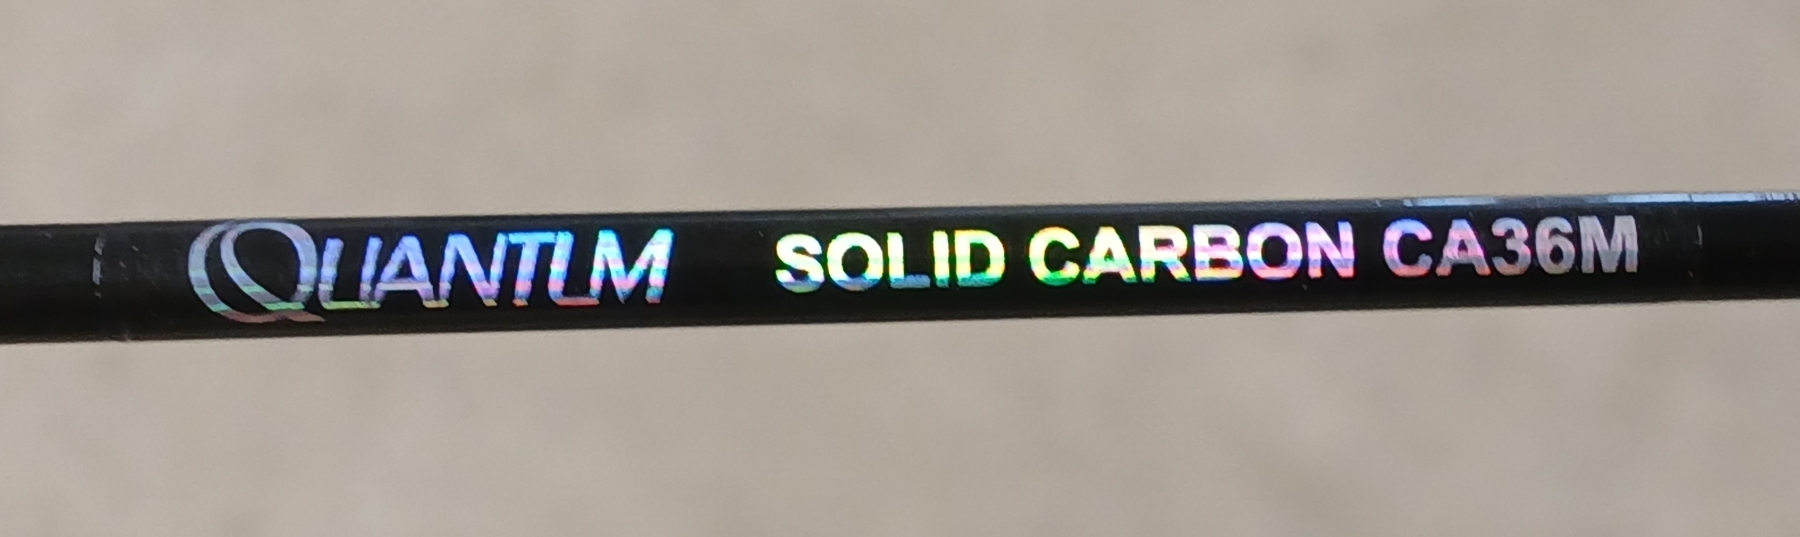 QUANTUM SOLID CARBON CA36M